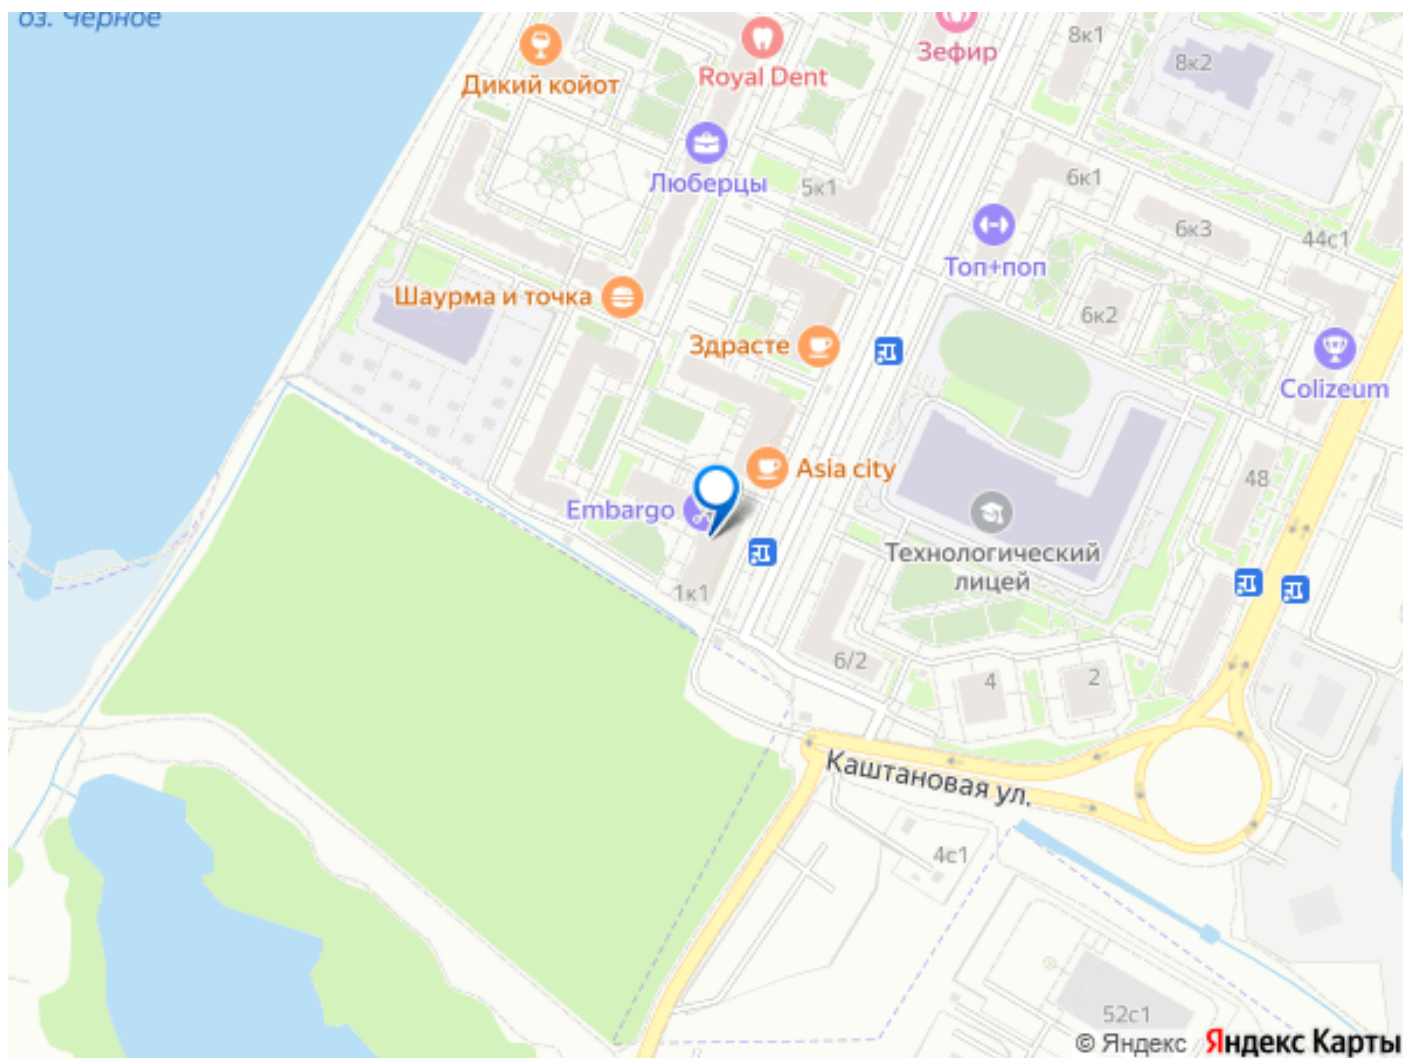 оз. Черное
Дикий койот
Royal Dent
Зефир
8к1
8к2
Люберцы
5к1
6к1
6к3
44с1
Топ+поп
Шаурма и точка
6к2
Здрасте
Colizeum
Asia city
48
Embargo
Технологический
лицей
1к1
6/2
4
2
Каштановая ул.
4с1
52с1
© Яндекс Яндекс Карты